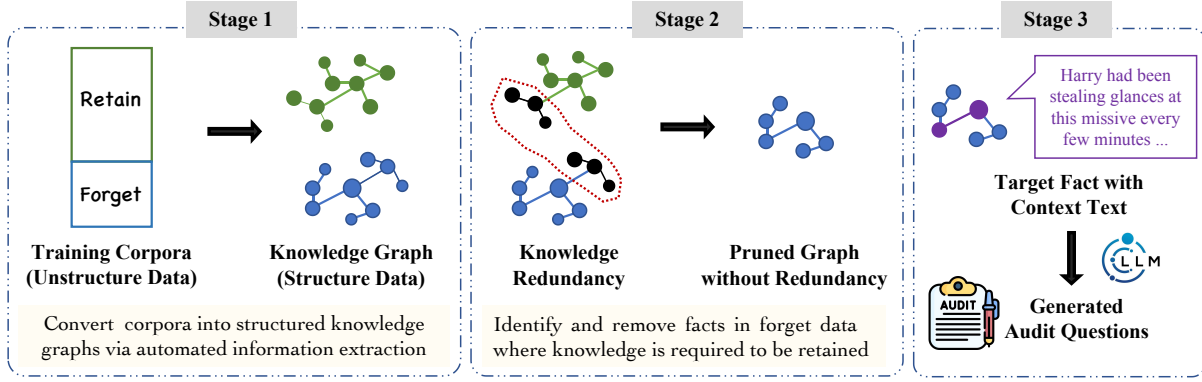 Stage 1
Retain
Forget
Training Corpora
(Unstructure Data)
Knowledge Graph
(Structure Data)
Convert corpora into structured knowledge
graphs via automated information extraction
Stage 2
Knowledge
Redundancy
Pruned Graph
without Redundancy
Identify and remove facts in forget data
where knowledge is required to be retained
Stage 3
Harry had been
stealing glances at
this missive every
few minutes ...
Target Fact with
Context Text
LLM
AUDIT
Generated
Audit Questions